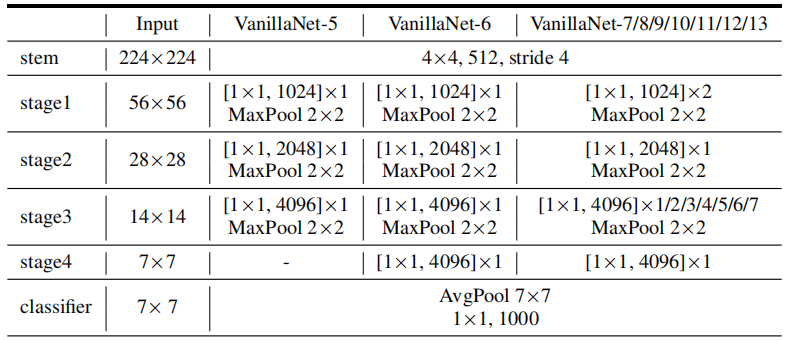 Input VanillaNet-5 VanillaNet-6 VanillaNet-7/8/9/10/11/12/13
stem 224×224 4×4, 512, stride 4
stage1 56×56 [1×1, 1024]×1 [1×1, 1024]×1 [1×1, 1024]×2
MaxPool 2×2 MaxPool 2×2 MaxPool 2×2
stage2 28×28 [1×1, 2048]×1 [1×1, 2048]×1 [1×1, 2048]×1
MaxPool 2×2 MaxPool 2×2 MaxPool 2×2
stage3 14×14 [1×1, 4096]×1 [1×1, 4096]×1 [1×1, 4096]×1/2/3/4/5/6/7
MaxPool 2×2 MaxPool 2×2 MaxPool 2×2
stage4 7×7 - [1×1, 4096]×1 [1×1, 4096]×1
classifier 7× 7 AvgPool 7×7
1×1, 1000